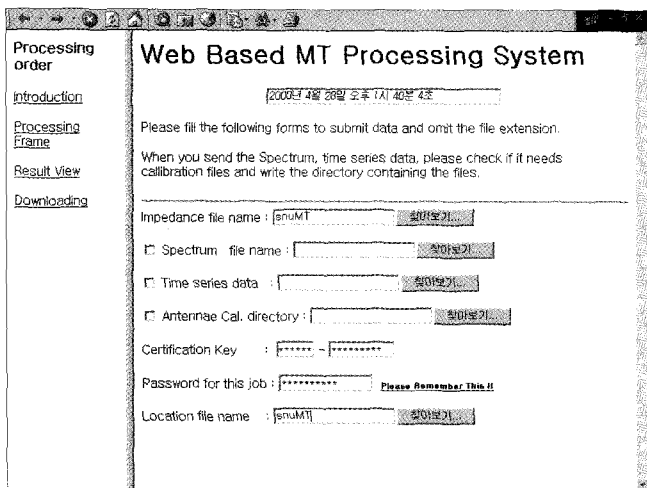 Processing
order
Introduction
Processing
Frame
Result View
Downloading
Web Based MT Processing System
2000년 4월 28일 오후 1시 40분 4초
Please fill the following forms to submit data and omit the file extension.
When you send the Spectrum, time series data, please check if it needs
callibration files and write the directory containing the files.
Impedance file name : snuMT 찾아보기...
Spectrum file name : 찾아보기...
Time series data : 찾아보기...
Antennae Cal. directory : 찾아보기...
Certification Key : ****** - *********
Password for this job : ********** Please Remember This !!
Location file name : snuMT 찾아보기...